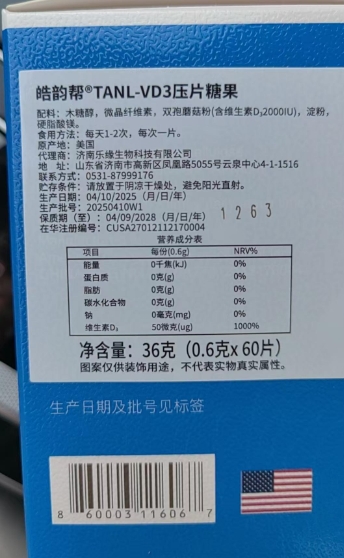 皓韵帮®TANL-VD3压片糖果
配料：木糖醇，微晶纤维素，双孢蘑菇粉(含维生素D₃2000IU)，淀粉，
硬脂酸镁。
食用方法：每天1-2次，每次一片。
原产地：美国
代理商：济南乐缘生物科技有限公司
地　址：山东省济南市高新区凤凰路5055号云泉中心4-1-1516
联系方式：0531-87999176
贮存条件：请放置于阴凉干燥处，避免阳光直射。
生产日期：04/10/2025（月/日/年）
生产批号：20250410W1
保质期（至）：04/09/2028（月/日/年） 1263
在华注册编号：CUSA27012112170004
营养成分表
项目 每份(0.6g) NRV%
能量 0千焦(kJ) 0%
蛋白质 0克(g) 0%
脂肪 0克(g) 0%
碳水化合物 0克(g) 0%
钠 0毫克(mg) 0%
维生素D₃ 50微克(ug) 1000%
净含量：36克（0.6克x 60片）
图案仅供装饰用途，不代表实物真实属性。
生产日期及批号见标签
8 60003 11606 7